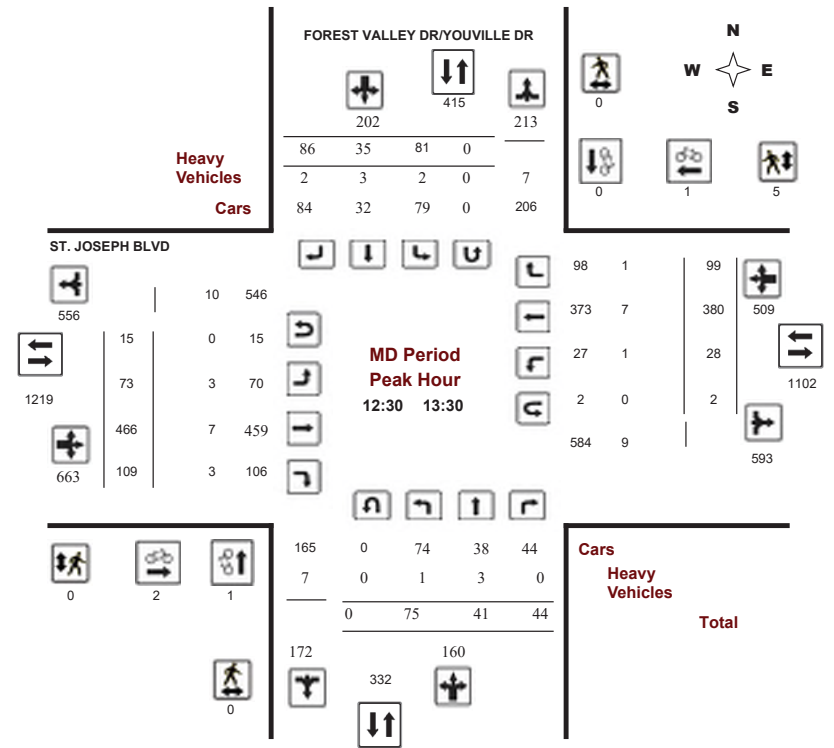 FOREST VALLEY DR/YOUVILLE DR
N
W E
S
415
0
202 213
86 35 81 0
Heavy
Vehicles
2 3 2 0 7
Cars
84 32 79 0 206
0 1 5
ST. JOSEPH BLVD
556
10 546
1219
15 0 15
73 3 70
466 7 459
663
109 3 106
MD Period
Peak Hour
12:30 13:30
98 1 99
373 7 380
509
27 1 28
1102
2 0 2
584 9
593
0 2 1
0
165 0 74 38 44
7 0 1 3 0
0 75 41 44
172 160
332
Cars
Heavy
Vehicles
Total